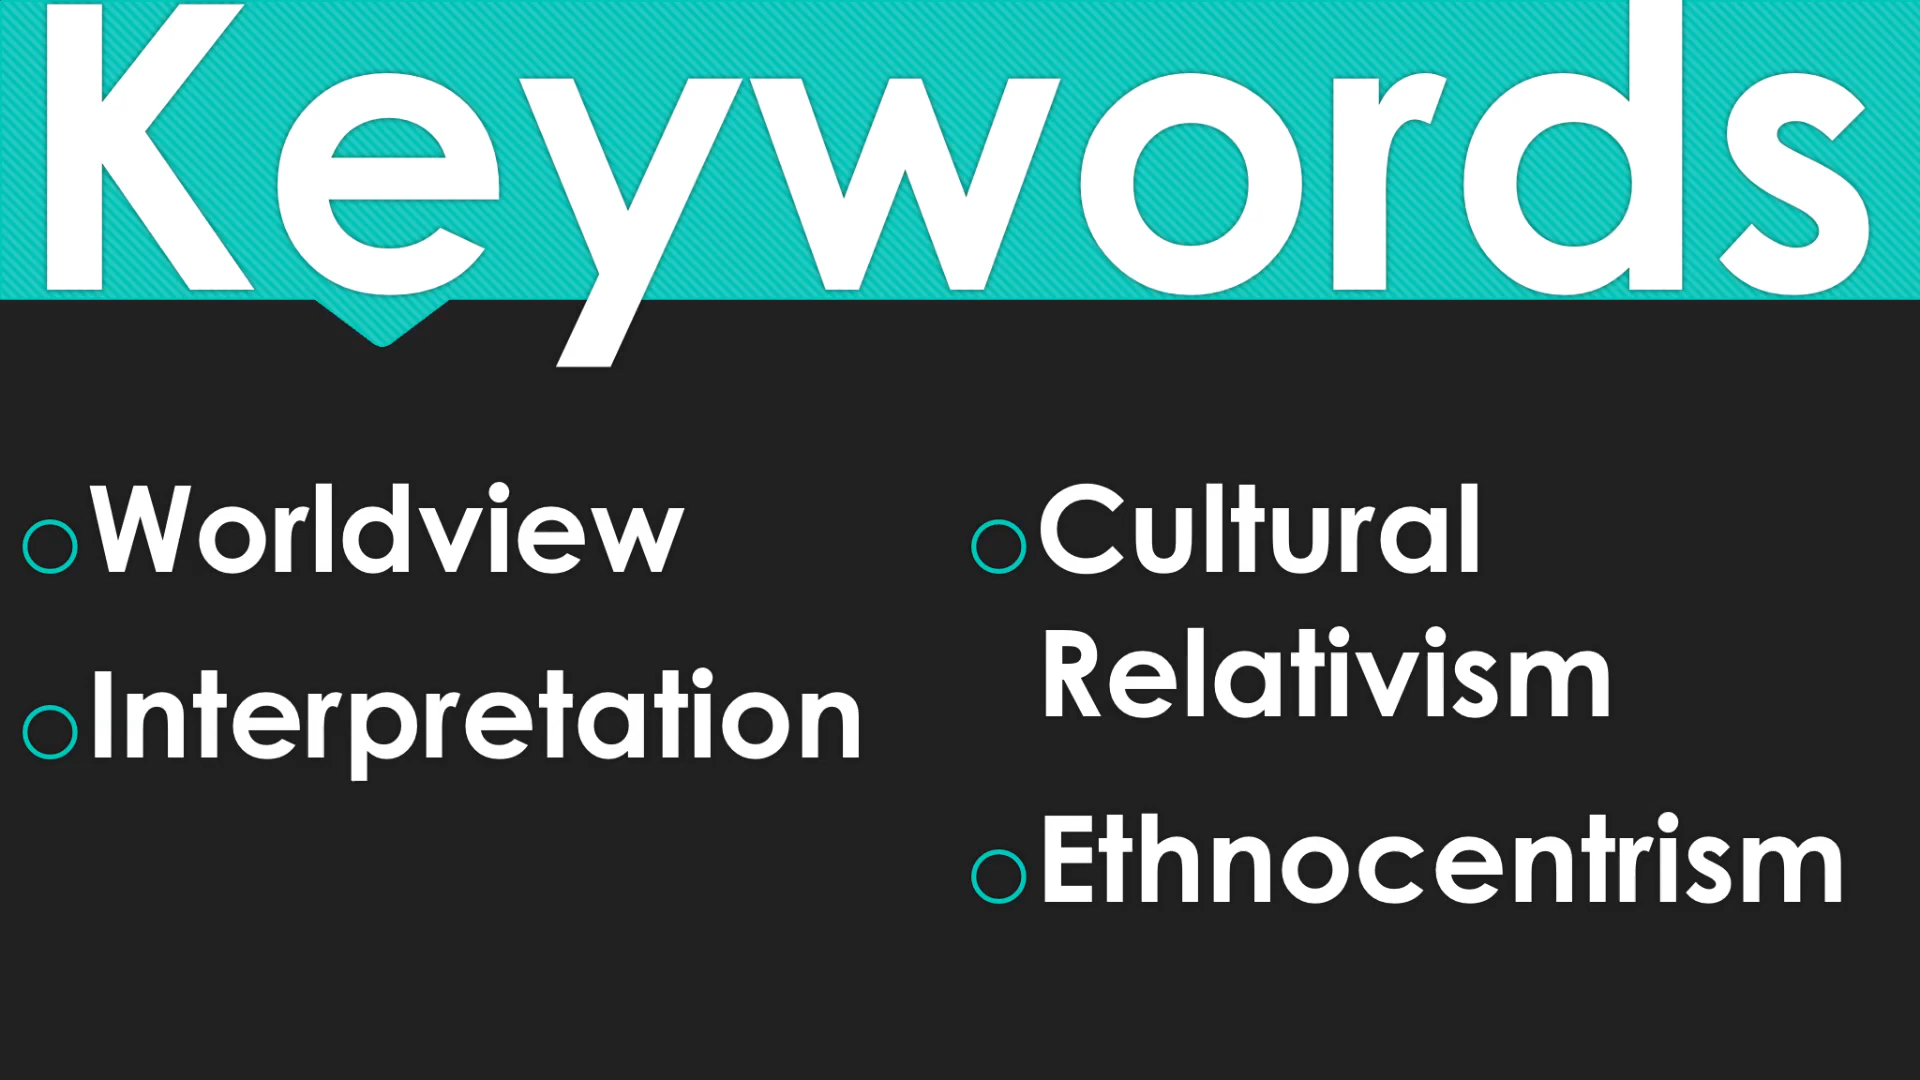 Keywords
Worldview
Interpretation
Cultural
Relativism
Ethnocentrism